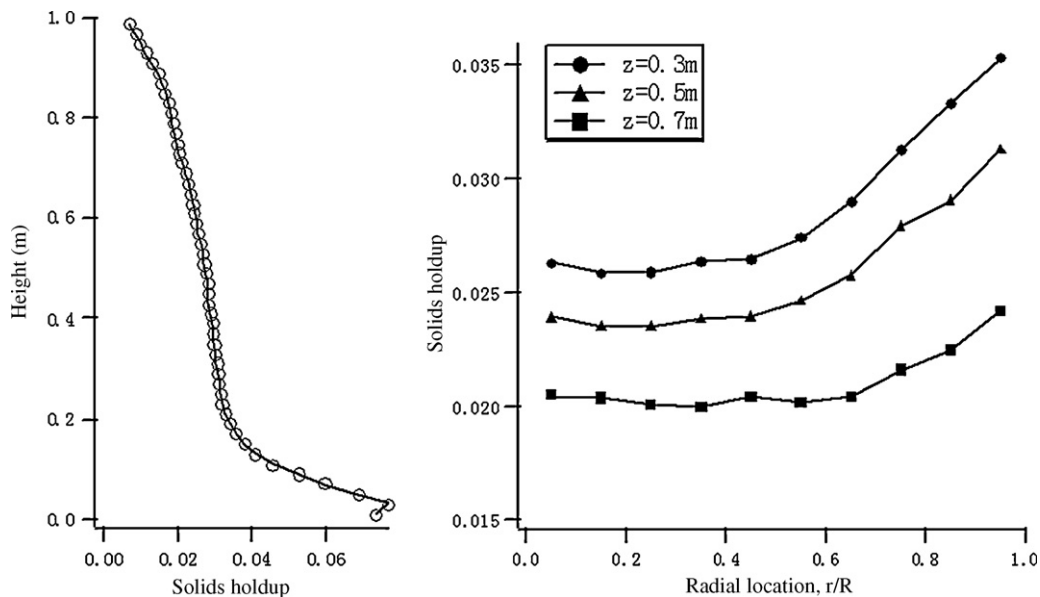 1.0
0.8
0.6
0.4
0.2
0.0
Height (m)
0.00 0.02 0.04 0.06
Solids holdup
z=0.3m
z=0.5m
z=0.7m
0.035
0.030
0.025
0.020
0.015
Solids holdup
0.0 0.2 0.4 0.6 0.8 1.0
Radial location, r/R